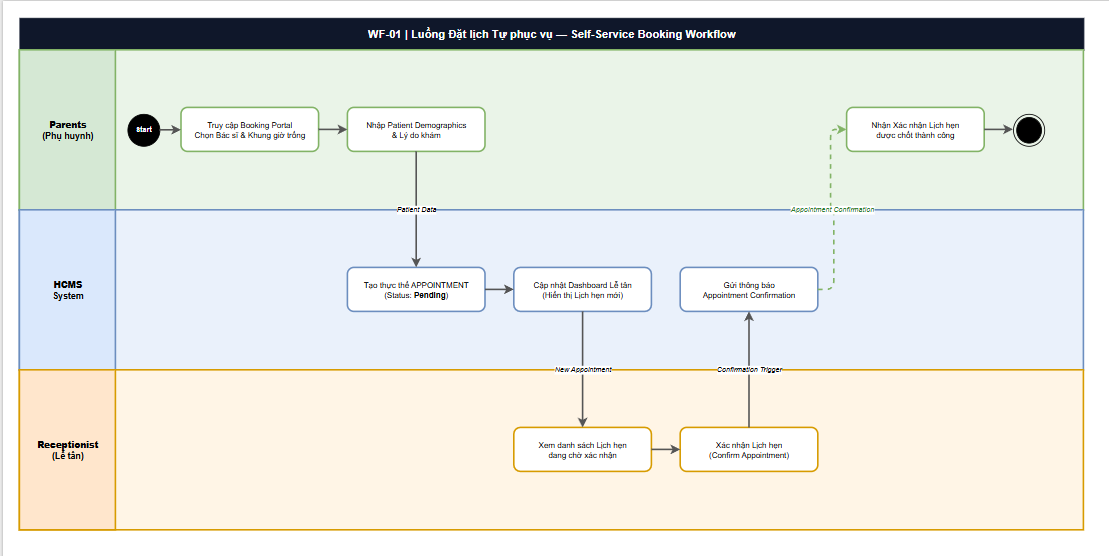 WF-01 | Luồng Đặt lịch Tự phục vụ — Self-Service Booking Workflow
Parents
(Phụ huynh)
Start
Truy cập Booking Portal
Chọn Bác sĩ & Khung giờ trống
Nhập Patient Demographics
& Lý do khám
Nhận Xác nhận Lịch hẹn
được chốt thành công
Patient Data
Appointment Confirmation
HCMS
System
Tạo thực thể APPOINTMENT
(Status: Pending)
Cập nhật Dashboard Lễ tân
(Hiển thị Lịch hẹn mới)
Gửi thông báo
Appointment Confirmation
New Appointment
Confirmation Trigger
Receptionist
(Lễ tân)
Xem danh sách Lịch hẹn
đang chờ xác nhận
Xác nhận Lịch hẹn
(Confirm Appointment)